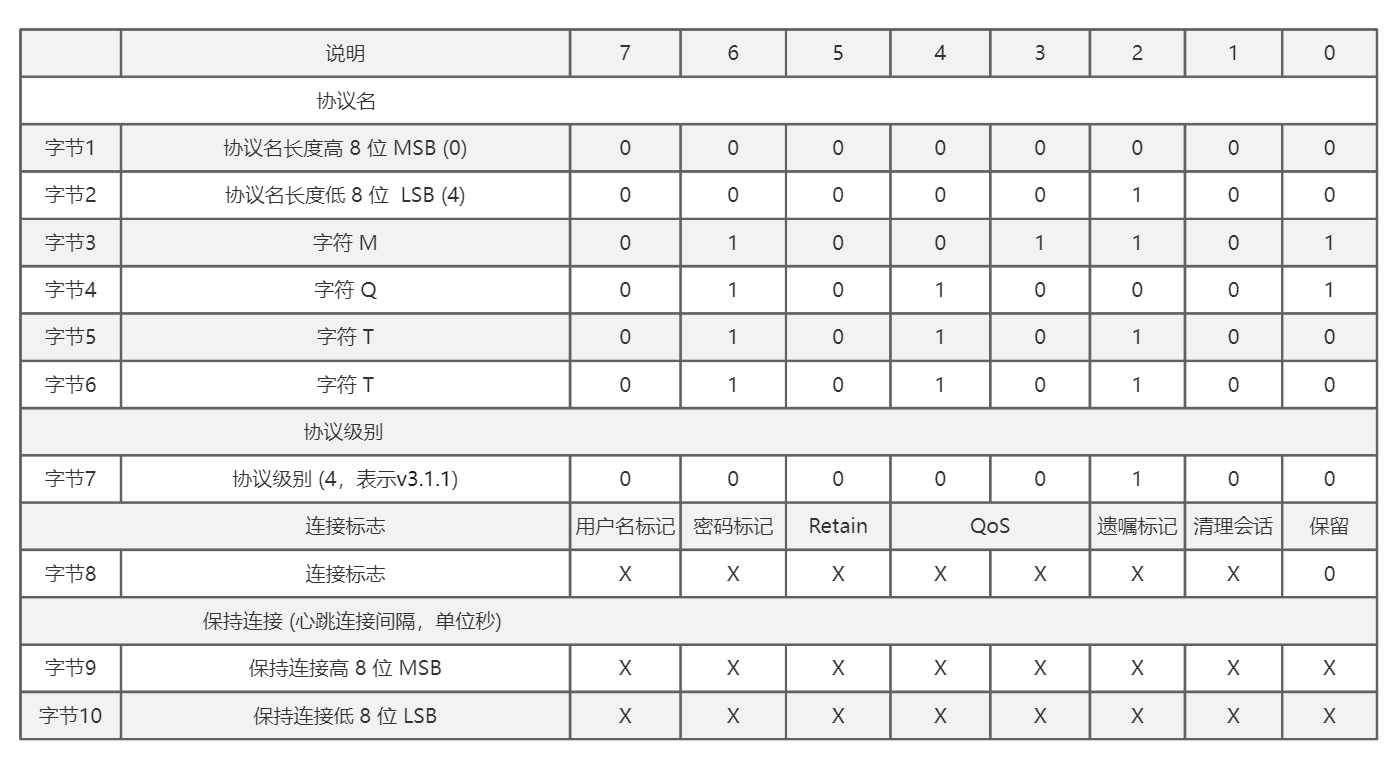 说明 7 6 5 4 3 2 1 0
协议名
字节1 协议名长度高 8 位 MSB (0) 0 0 0 0 0 0 0 0
字节2 协议名长度低 8 位 LSB (4) 0 0 0 0 0 1 0 0
字节3 字符 M 0 1 0 0 1 1 0 1
字节4 字符 Q 0 1 0 1 0 0 0 1
字节5 字符 T 0 1 0 1 0 1 0 0
字节6 字符 T 0 1 0 1 0 1 0 0
协议级别
字节7 协议级别 (4，表示v3.1.1) 0 0 0 0 0 1 0 0
连接标志 用户名标记 密码标记 Retain QoS 遗嘱标记 清理会话 保留
字节8 连接标志 X X X X X X X 0
保持连接 (心跳连接间隔，单位秒)
字节9 保持连接高 8 位 MSB X X X X X X X X
字节10 保持连接低 8 位 LSB X X X X X X X X